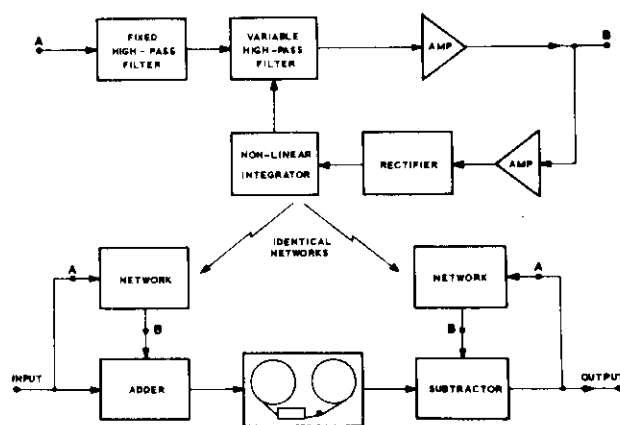 A
FIXED
HIGH-PASS
FILTER
VARIABLE
HIGH-PASS
FILTER
AMP
B
NON-LINEAR
INTEGRATOR
RECTIFIER
AMP
IDENTICAL
NETWORKS
A
NETWORK
B
NETWORK
A
B
INPUT
ADDER
SUBTRACTOR
OUTPUT